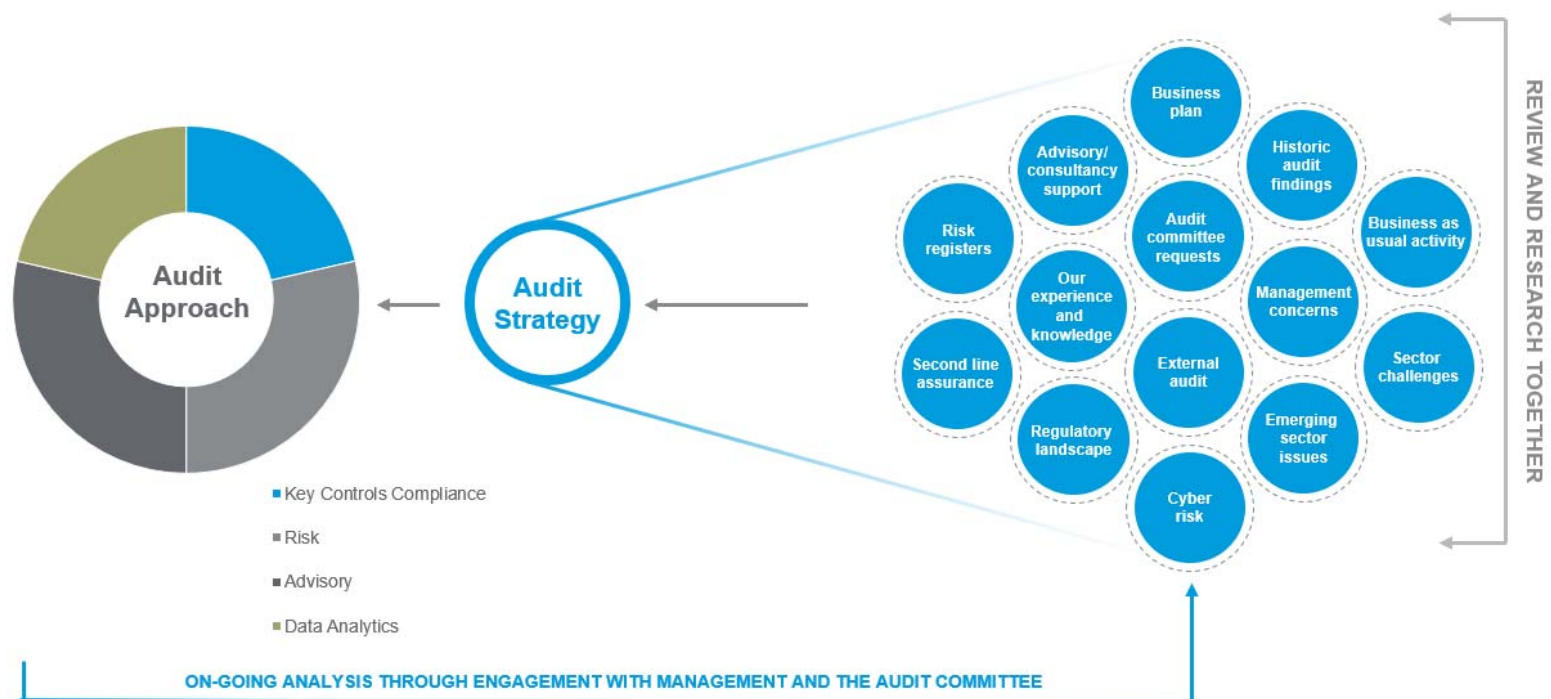 Audit
Approach
Key Controls Compliance
Risk
Advisory
Data Analytics
Audit
Strategy
Business
plan
Advisory/
consultancy
support
Historic
audit
findings
Risk
registers
Audit
committee
requests
Business as
usual activity
Our
experience
and
knowledge
Management
concerns
Second line
assurance
External
audit
Sector
challenges
Regulatory
landscape
Emerging
sector
issues
Cyber
risk
REVIEW AND RESEARCH TOGETHER
ON-GOING ANALYSIS THROUGH ENGAGEMENT WITH MANAGEMENT AND THE AUDIT COMMITTEE